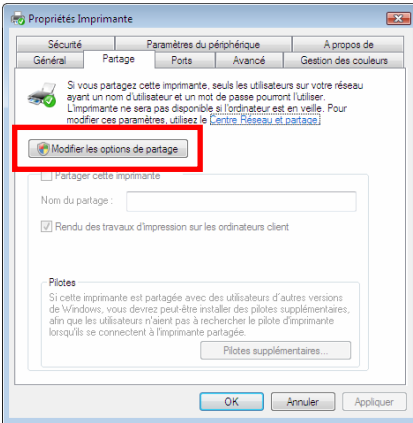 Propriétés Imprimante
Sécurité Paramètres du périphérique A propos de
Général Partage Ports Avancé Gestion des couleurs
Si vous partagez cette imprimante, seuls les utilisateurs sur votre réseau
ayant un nom d'utilisateur et un mot de passe pourront l'utiliser.
L'imprimante ne sera pas disponible si l'ordinateur est en veille. Pour
modifier ces paramètres, utilisez le Centre Réseau et partage.
Modifier les options de partage
Partager cette imprimante
Nom du partage :
Rendu des travaux d'impression sur les ordinateurs client
Pilotes
Si cette imprimante est partagée avec des utilisateurs d'autres versions
de Windows, vous devrez peut-être installer des pilotes supplémentaires,
afin que les utilisateurs n'aient pas à rechercher le pilote d'imprimante
lorsqu'ils se connectent à l'imprimante partagée.
Pilotes supplémentaires...
OK Annuler Appliquer